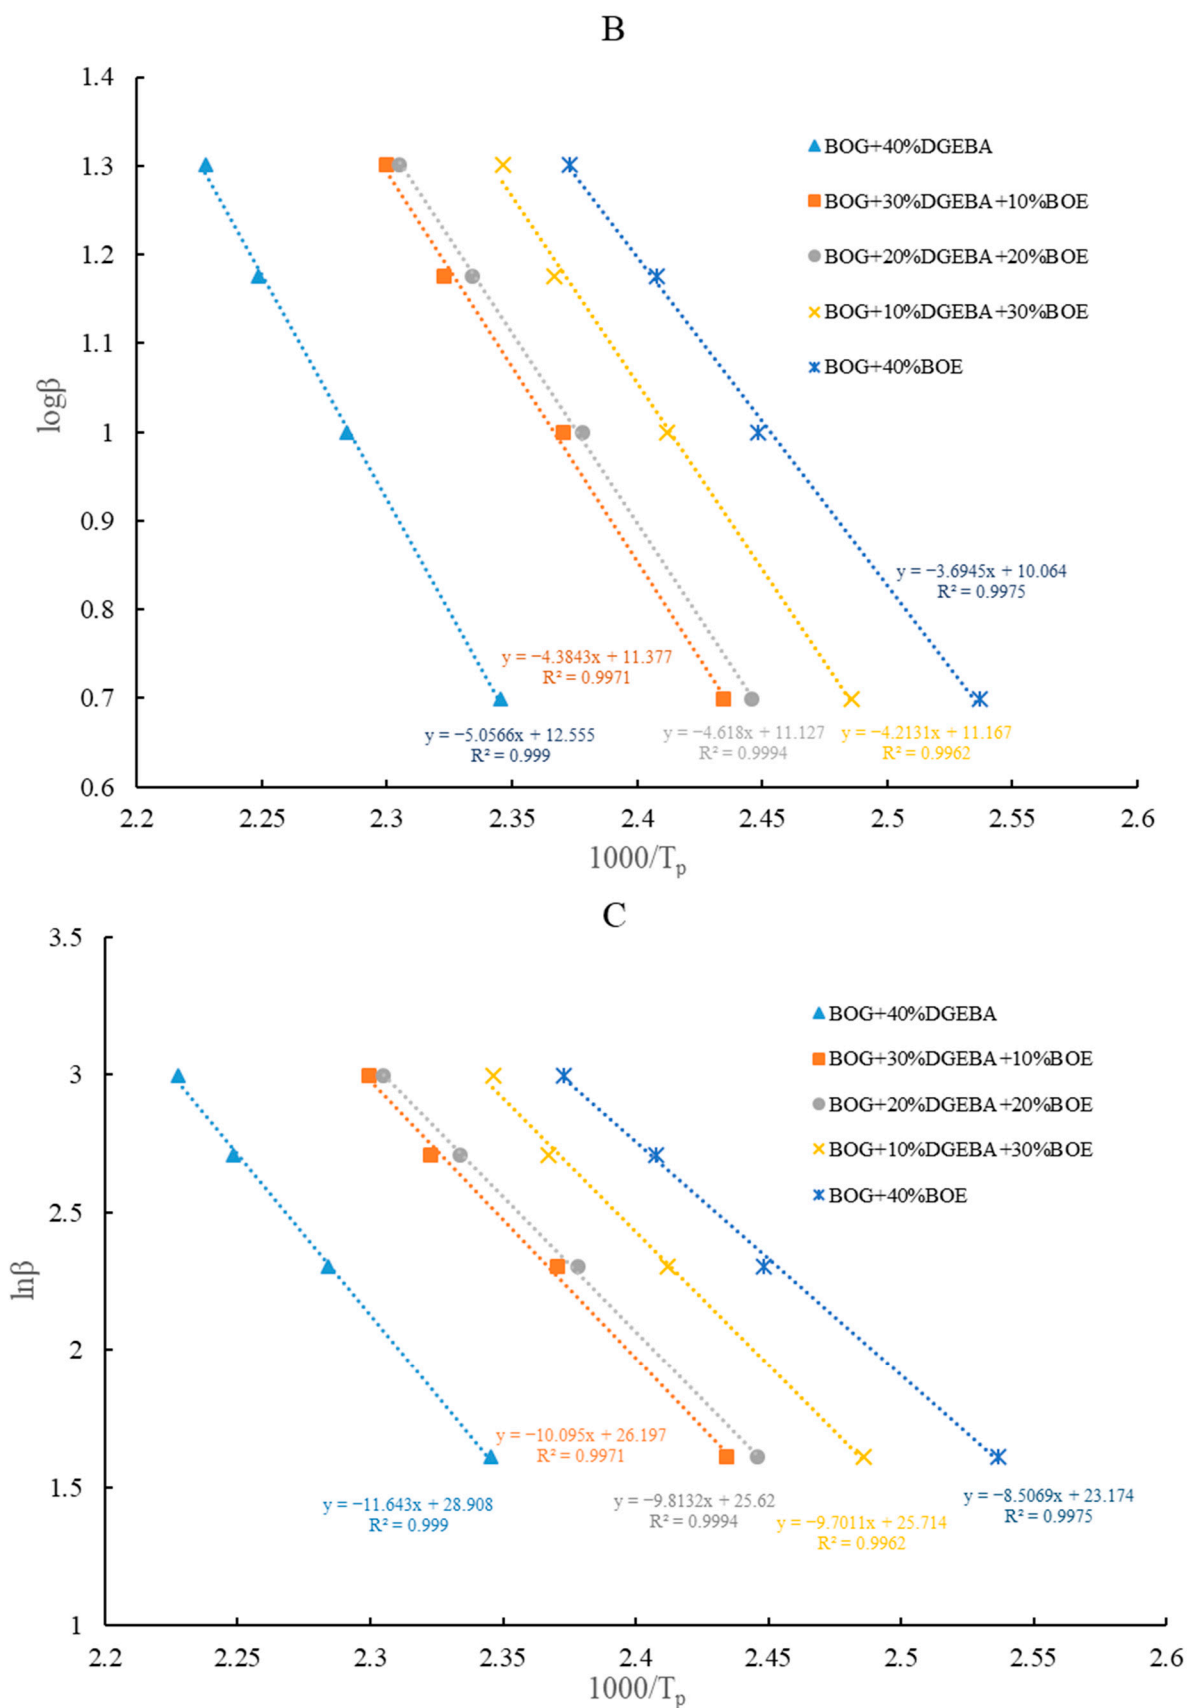 B
1.4
1.3
1.2
1.1
1
0.9
0.8
0.7
0.6
logβ
2.2 2.25 2.3 2.35 2.4 2.45 2.5 2.55 2.6
1000/Tp
BOG+40%DGEBA
BOG+30%DGEBA+10%BOE
BOG+20%DGEBA+20%BOE
BOG+10%DGEBA+30%BOE
BOG+40%BOE
y = −3.6945x + 10.064
R² = 0.9975
y = −4.3843x + 11.377
R² = 0.9971
y = −5.0566x + 12.555
R² = 0.999
y = −4.618x + 11.127
R² = 0.9994
y = −4.2131x + 11.167
R² = 0.9962
C
3.5
3
2.5
2
1.5
1
lnβ
2.2 2.25 2.3 2.35 2.4 2.45 2.5 2.55 2.6
1000/Tp
BOG+40%DGEBA
BOG+30%DGEBA+10%BOE
BOG+20%DGEBA+20%BOE
BOG+10%DGEBA+30%BOE
BOG+40%BOE
y = −10.095x + 26.197
R² = 0.9971
y = −11.643x + 28.908
R² = 0.999
y = −9.8132x + 25.62
R² = 0.9994
y = −9.7011x + 25.714
R² = 0.9962
y = −8.5069x + 23.174
R² = 0.9975